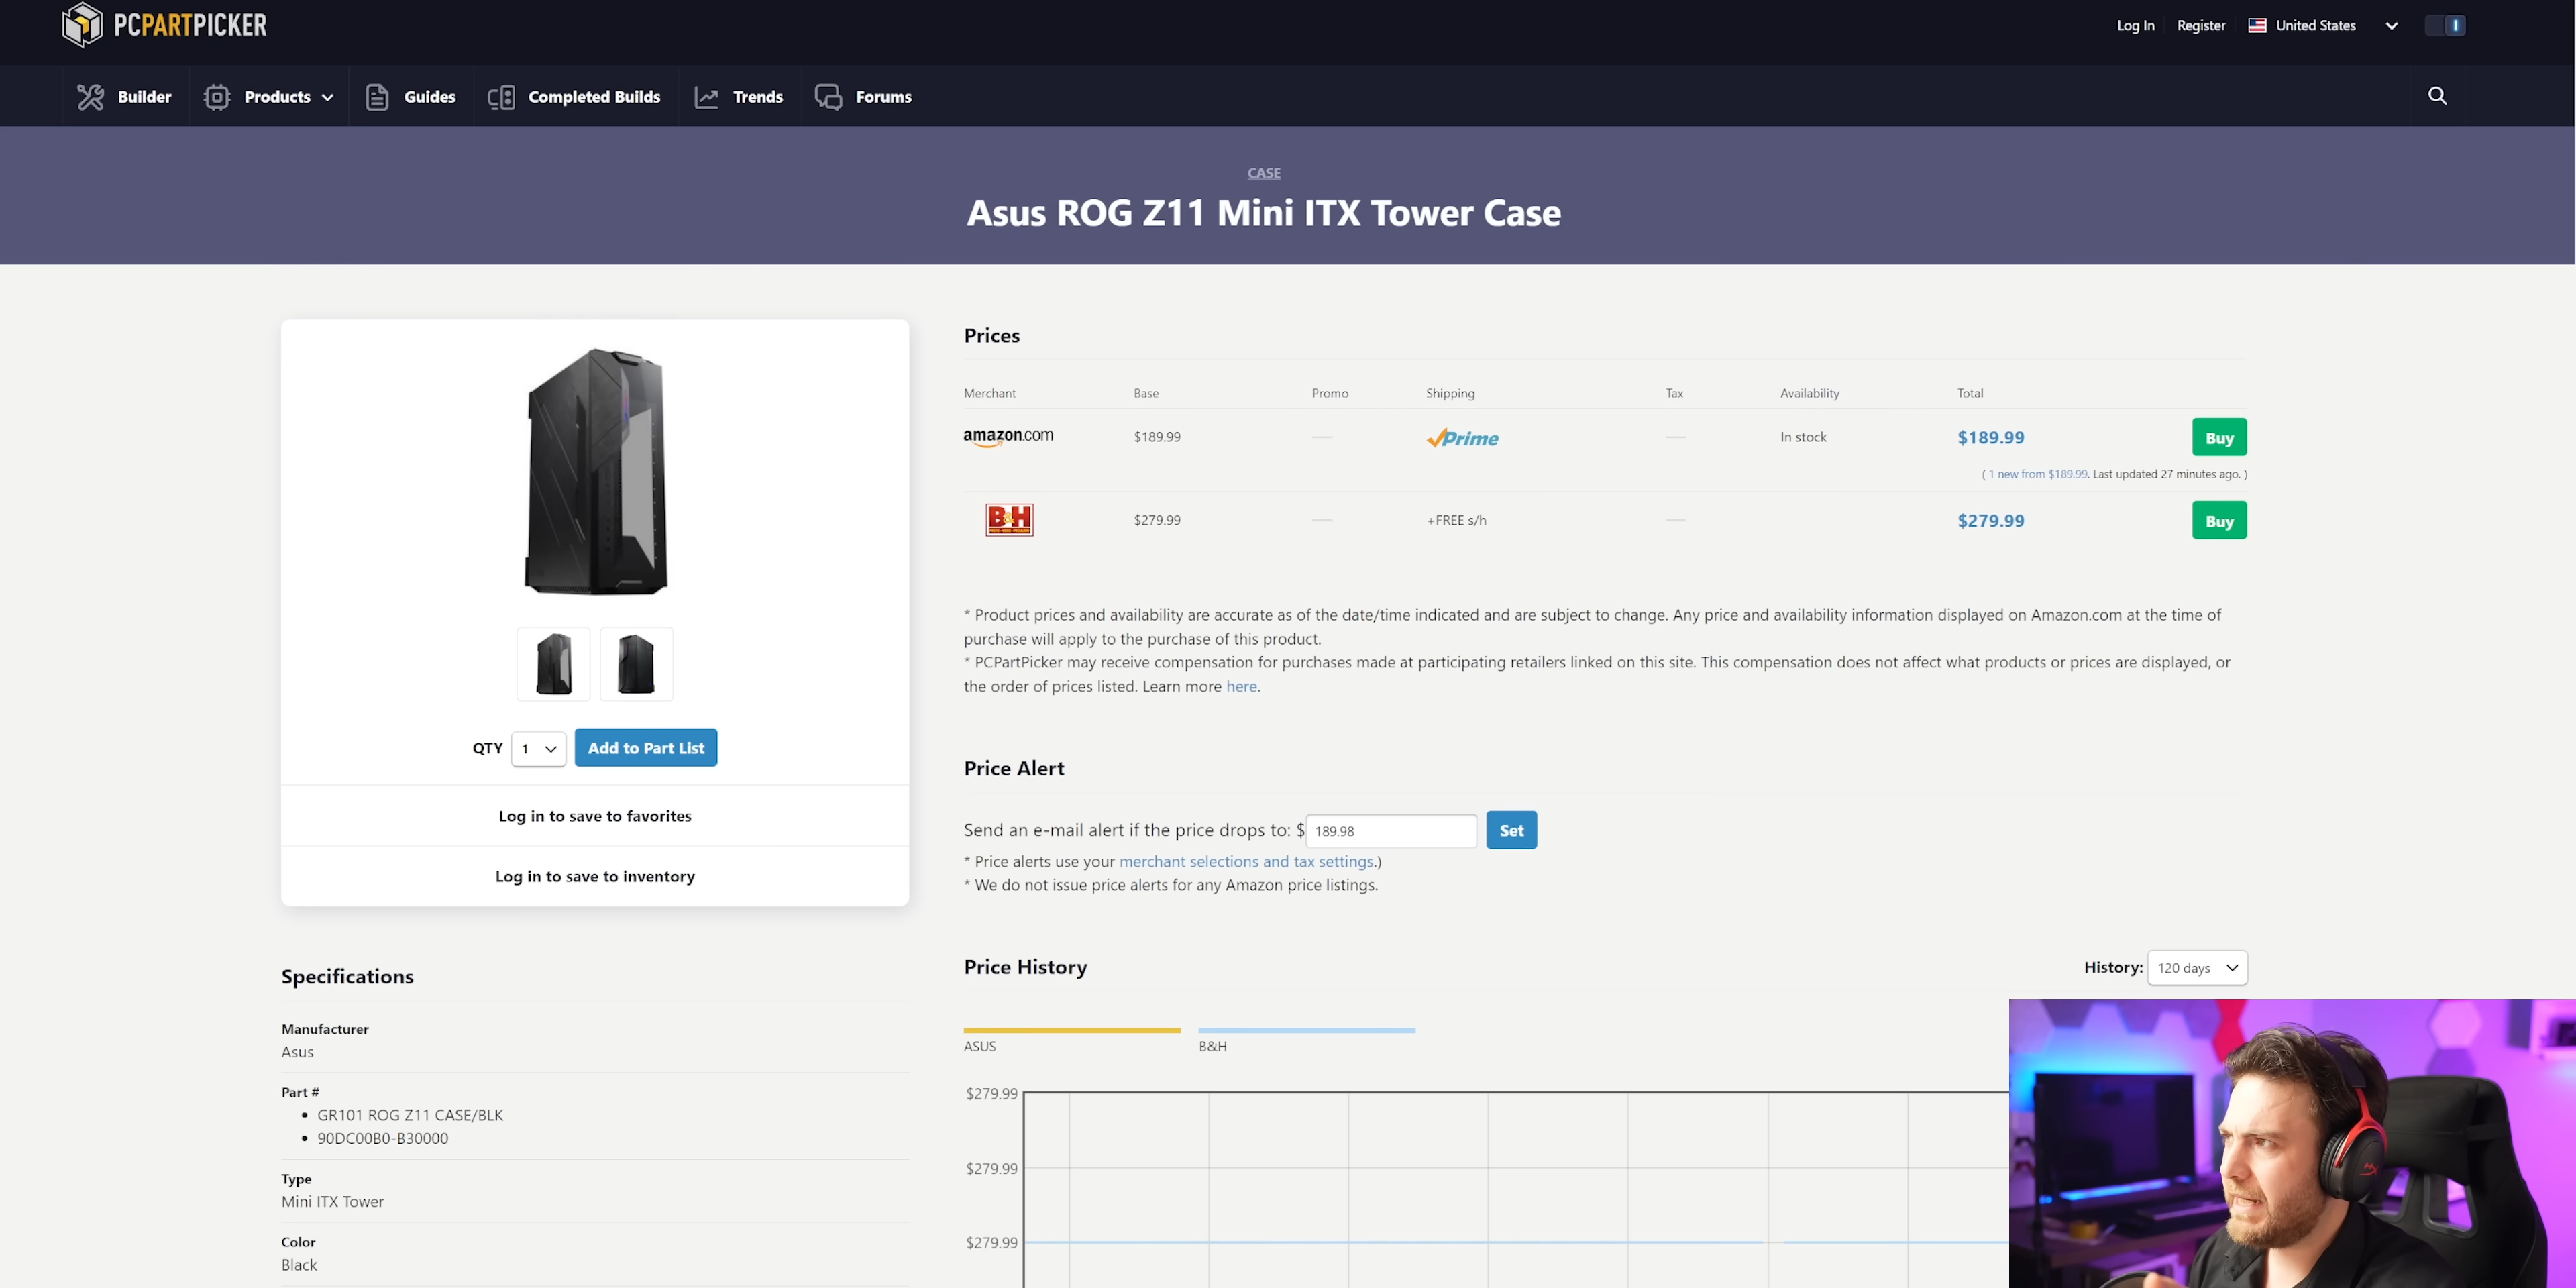 PCPARTPICKER
Log In
Register
United States
Builder
Products
Guides
Completed Builds
Trends
Forums
CASE
Asus ROG Z11 Mini ITX Tower Case
Prices
Merchant Base Promo Shipping Tax Availability Total
amazon.com $189.99 — Prime — In stock $189.99 Buy
( 1 new from $189.99. Last updated 27 minutes ago. )
B&H $279.99 — +FREE s/h — $279.99 Buy
* Product prices and availability are accurate as of the date/time indicated and are subject to change. Any price and availability information displayed on Amazon.com at the time of
purchase will apply to the purchase of this product.
* PCPartPicker may receive compensation for purchases made at participating retailers linked on this site. This compensation does not affect what products or prices are displayed, or
the order of prices listed. Learn more here.
QTY 1 Add to Part List
Log in to save to favorites
Log in to save to inventory
Price Alert
Send an e-mail alert if the price drops to: $ 189.98 Set
* Price alerts use your merchant selections and tax settings.)
* We do not issue price alerts for any Amazon price listings.
Specifications
Manufacturer
Asus
Part #
• GR101 ROG Z11 CASE/BLK
• 90DC00B0-B30000
Type
Mini ITX Tower
Color
Black
Price History
History: 120 days
ASUS
B&H
$279.99
$279.99
$279.99